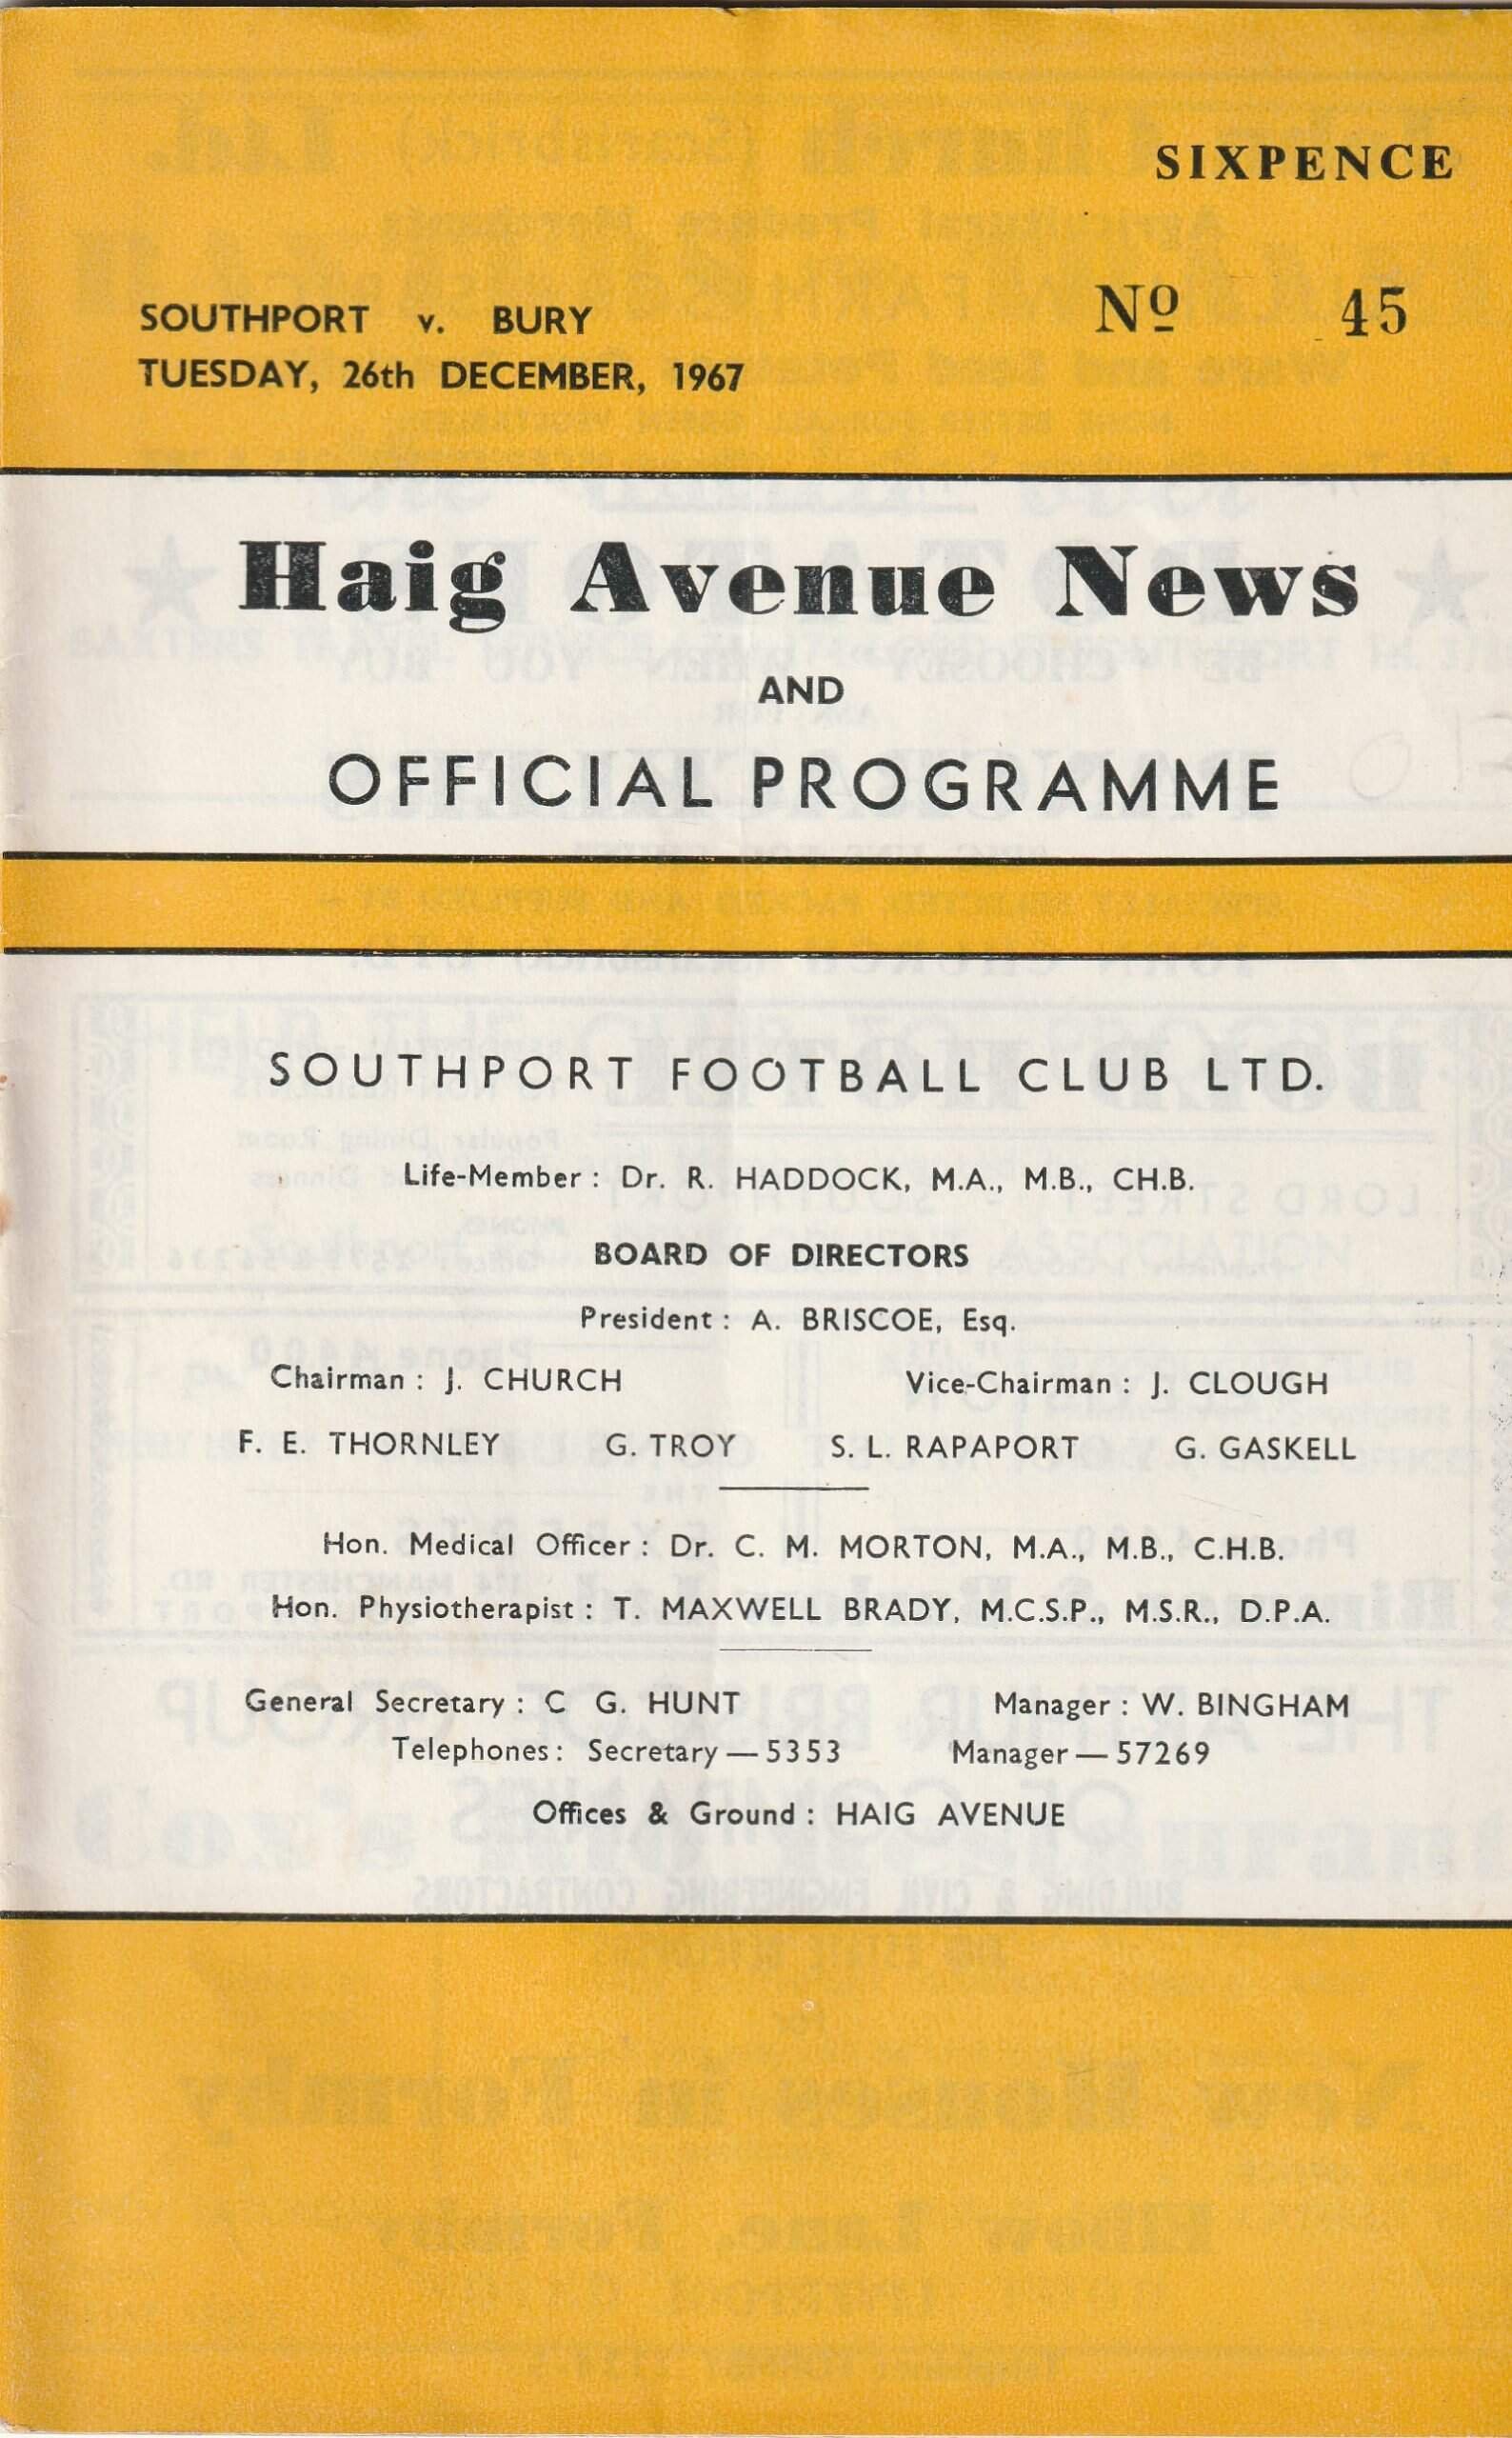 SIXPENCE
SOUTHPORT v. BURY
Nº 45
TUESDAY, 26th DECEMBER, 1967
Haig Avenue News
AND
OFFICIAL PROGRAMME
SOUTHPORT FOOTBALL CLUB LTD.
Life-Member : Dr. R. HADDOCK, M.A., M.B., CH.B.
BOARD OF DIRECTORS
President : A. BRISCOE, Esq.
Chairman : J. CHURCH Vice-Chairman : J. CLOUGH
F. E. THORNLEY G. TROY S. L. RAPAPORT G. GASKELL
Hon. Medical Officer : Dr. C. M. MORTON, M.A., M.B., C.H.B.
Hon. Physiotherapist : T. MAXWELL BRADY, M.C.S.P., M.S.R., D.P.A.
General Secretary : C G. HUNT Manager : W. BINGHAM
Telephones : Secretary — 5353 Manager — 57269
Offices & Ground : HAIG AVENUE